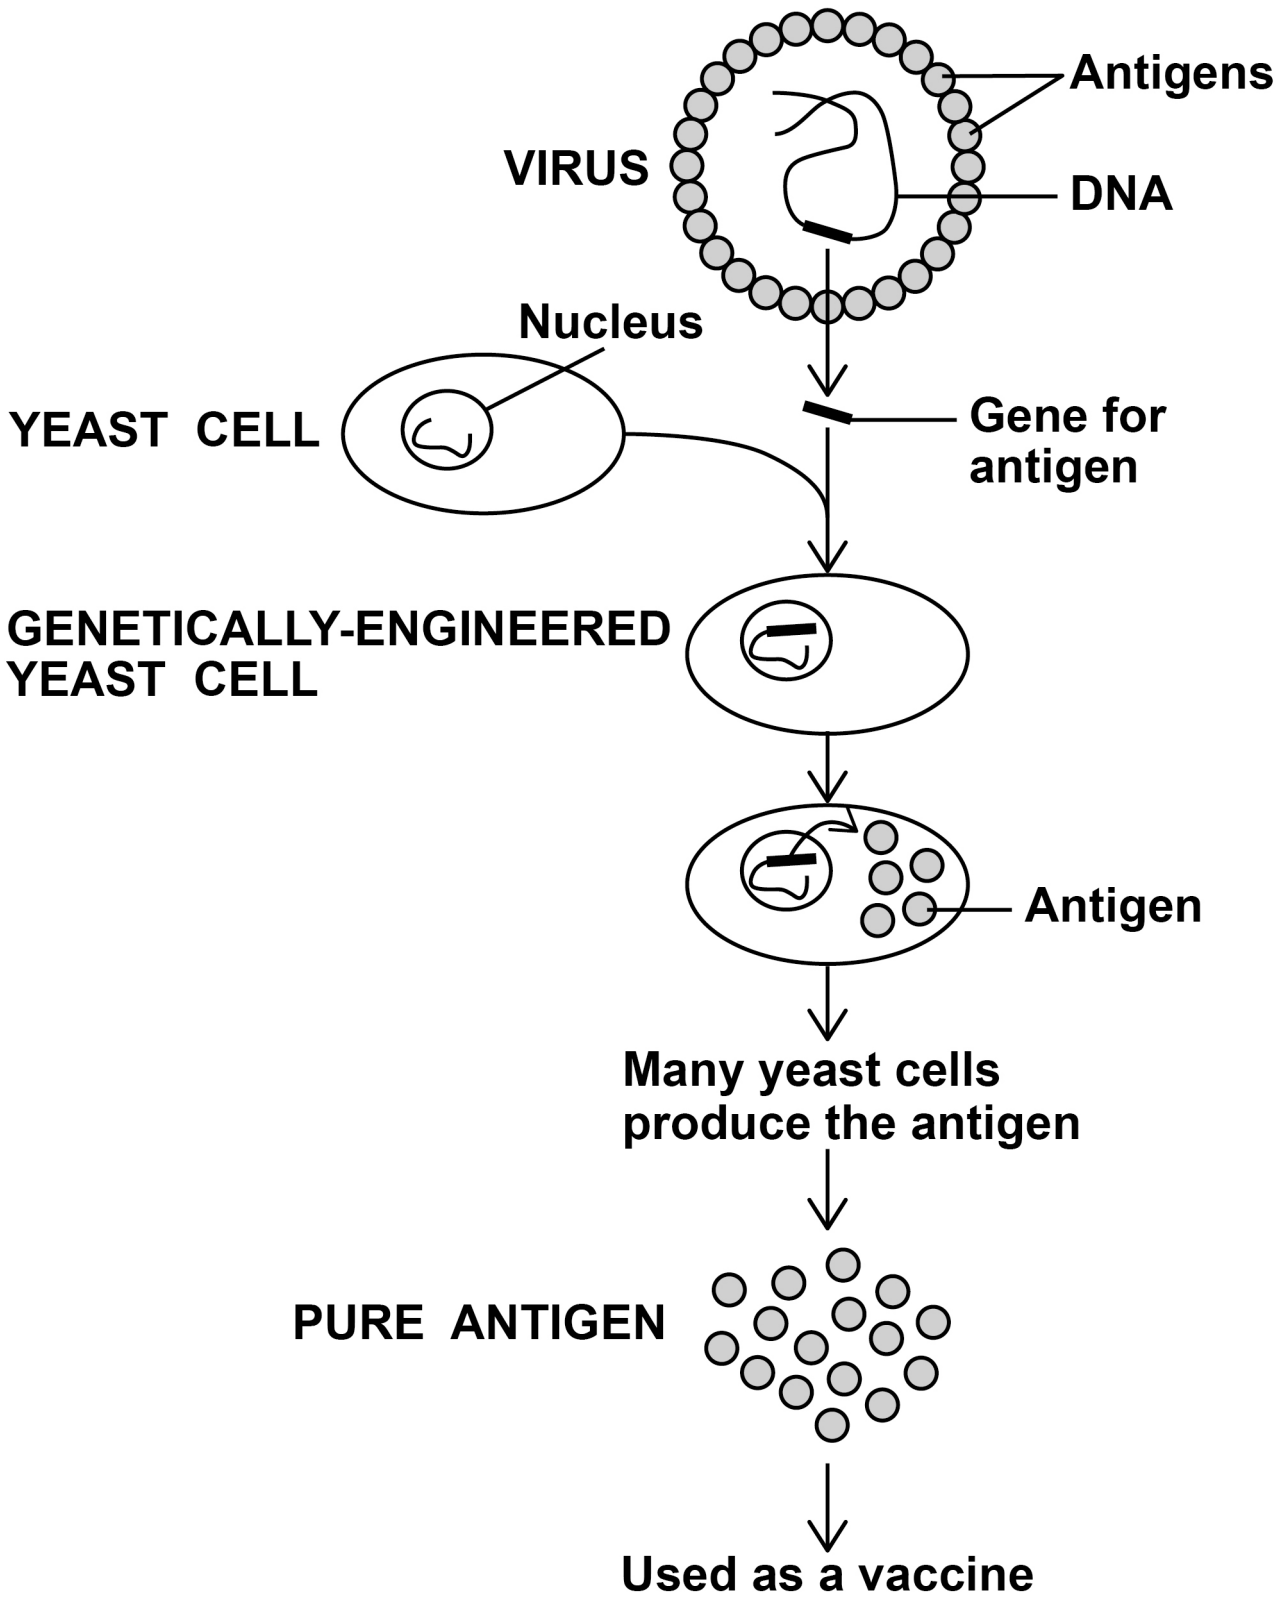 Antigens
VIRUS
DNA
Nucleus
YEAST CELL
Gene for
antigen
GENETICALLY-ENGINEERED
YEAST CELL
Antigen
Many yeast cells
produce the antigen
PURE ANTIGEN
Used as a vaccine